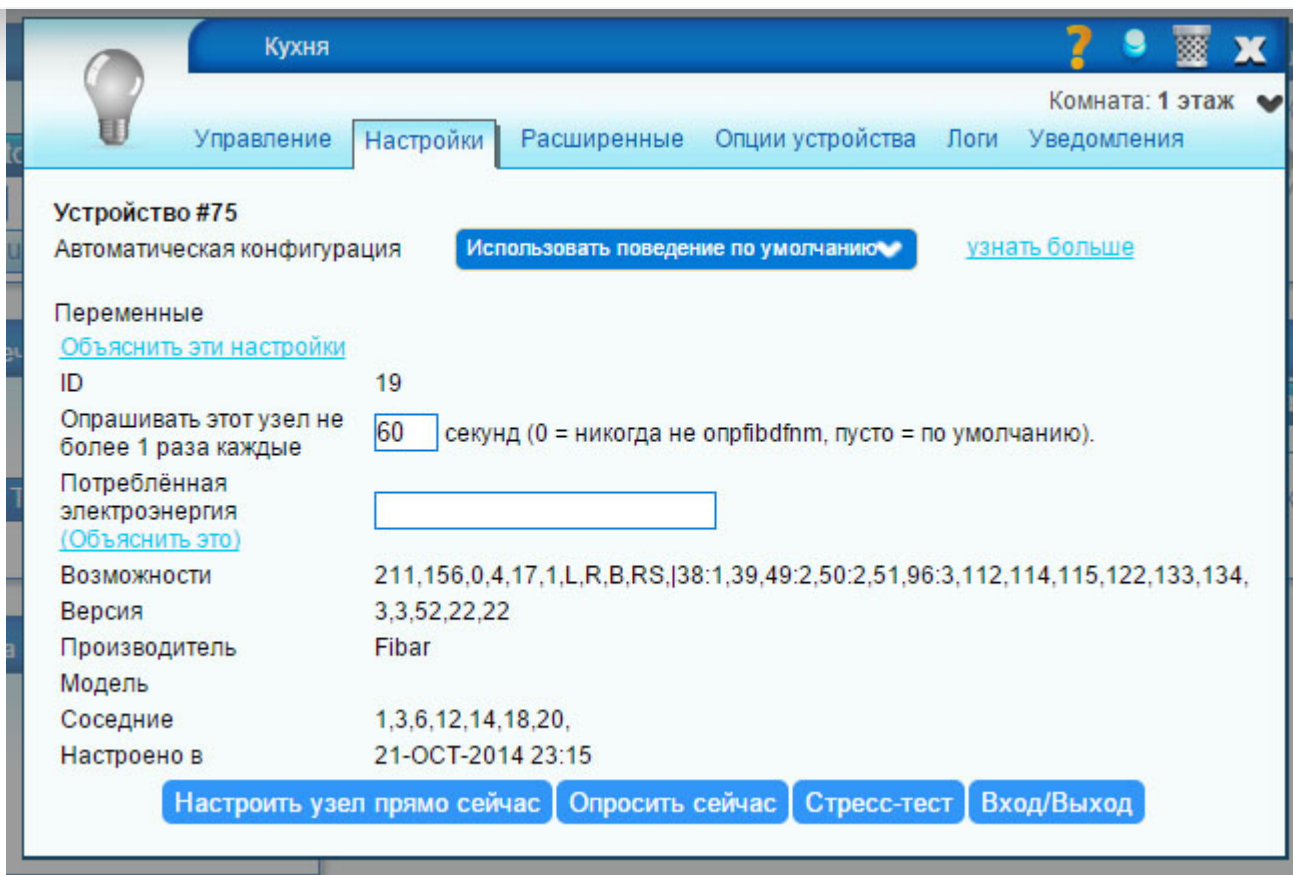 Кухня
?
X
Комната: 1 этаж
Управление Настройки Расширенные Опции устройства Логи Уведомления
Устройство #75
Автоматическая конфигурация Использовать поведение по умолчанию узнать больше
Переменные
Объяснить эти настройки
ID 19
Опрашивать этот узел не
более 1 раза каждые 60 секунд (0 = никогда не опрfibdfnm, пусто = по умолчанию).
Потреблённая
электроэнергия
(Объяснить это)
Возможности 211,156,0,4,17,1,L,R,B,RS,|38:1,39,49:2,50:2,51,96:3,112,114,115,122,133,134,
Версия 3,3,52,22,22
Производитель Fibar
Модель
Соседние 1,3,6,12,14,18,20,
Настроено в 21-OCT-2014 23:15
Настроить узел прямо сейчас Опросить сейчас Стресс-тест Вход/Выход